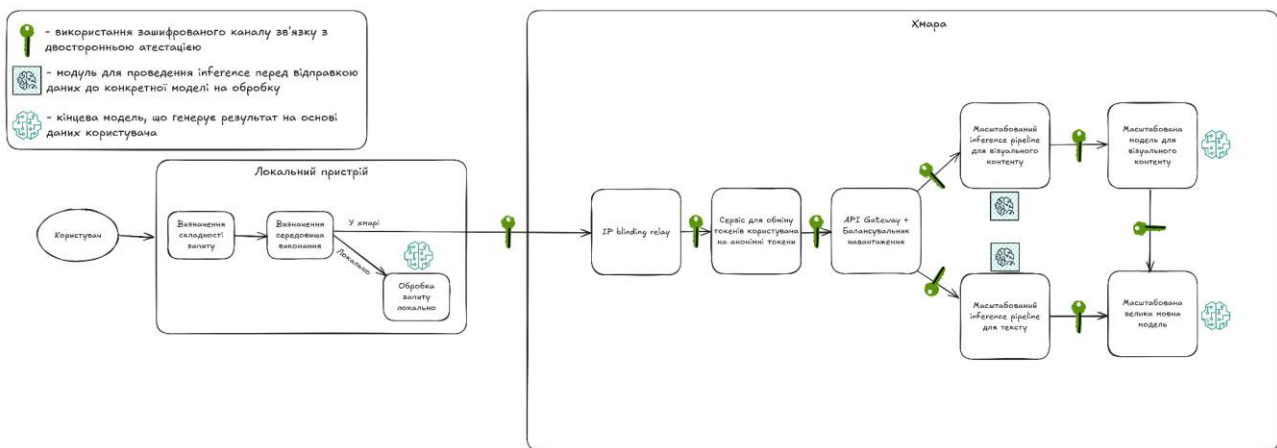 - використання зашифрованого каналу зв'язку з
двосторонньою атестацією
- модуль для проведення inference перед відправкою
даних до конкретної моделі на обробку
- кінцева модель, що генерує результат на основі
даних користувача
Локальний пристрій
Користувач
Визначення
складності
запиту
Визначення
середовища
виконання
У хмарі
Локально
Обробка
запиту
локально
Хмара
IP blinding relay
Сервіс для обміну
токенів користувача
на анонімні токени
API Gateway +
Балансувальник
навантаження
Масштабований
inference pipeline
для візуального
контенту
Масштабована
модель для
візуального
контенту
Масштабований
inference pipeline
для тексту
Масштабована
велика мовна
модель